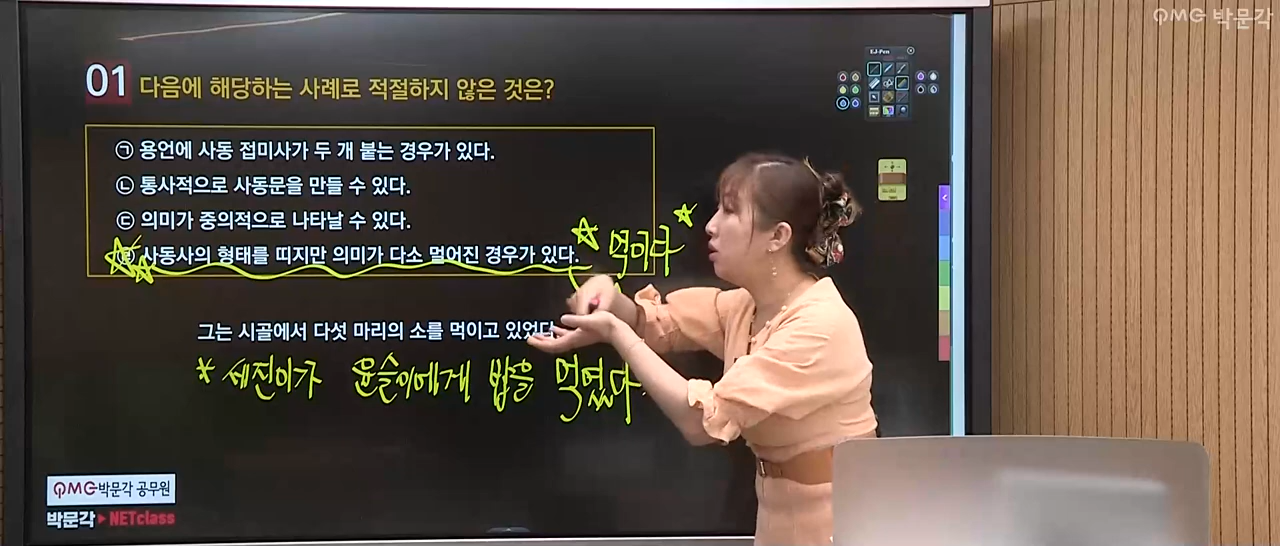 QMG 박문각
EJ-Pen
01 다음에 해당하는 사례로 적절하지 않은 것은?
㉠ 용언에 사동 접미사가 두 개 붙는 경우가 있다.
㉡ 통사적으로 사동문을 만들 수 있다.
㉢ 의미가 중의적으로 나타날 수 있다.
㉣ 사동사의 형태를 띠지만 의미가 다소 멀어진 경우가 있다. 먹이다
그는 시골에서 다섯 마리의 소를 먹이고 있었다
* 세진이가 윤슬이에게 밥을 먹였다.
QMG 박문각 공무원
박문각 NETclass